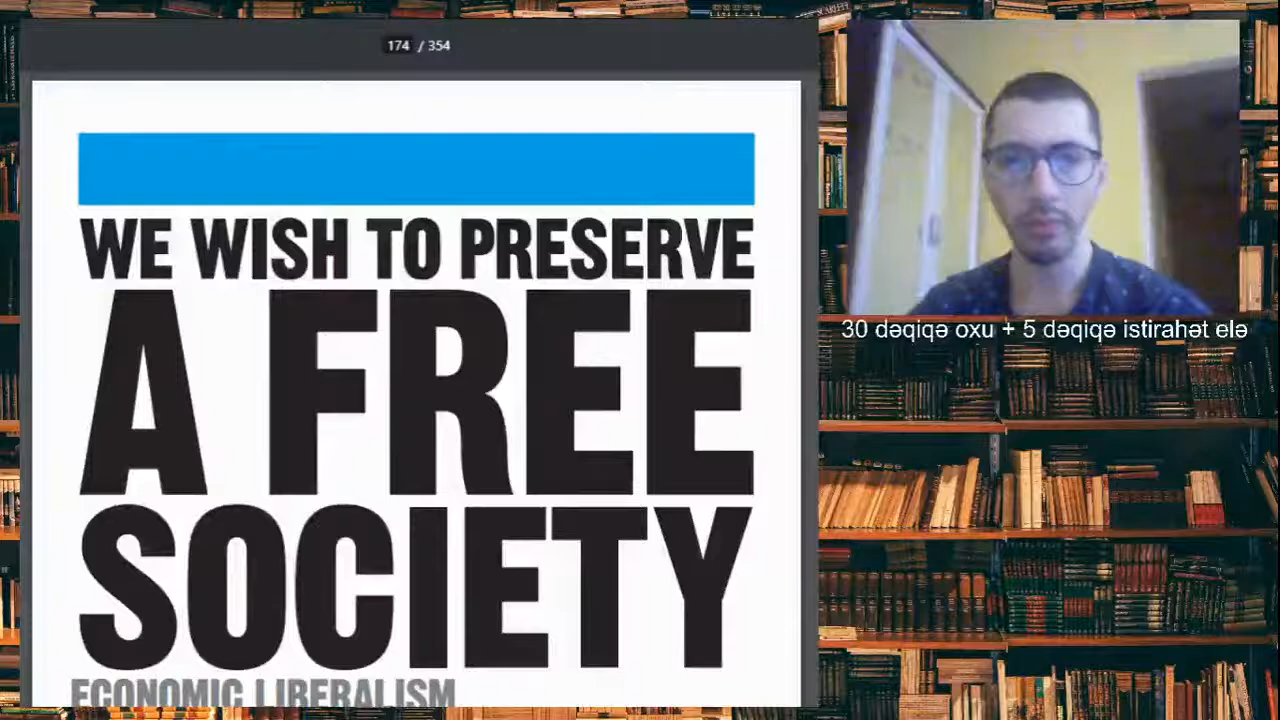 174 / 354
WE WISH TO PRESERVE
A FREE
SOCIETY
ECONOMIC LIBERALISM
30 dəqiqə oxu + 5 dəqiqə istirahət elə